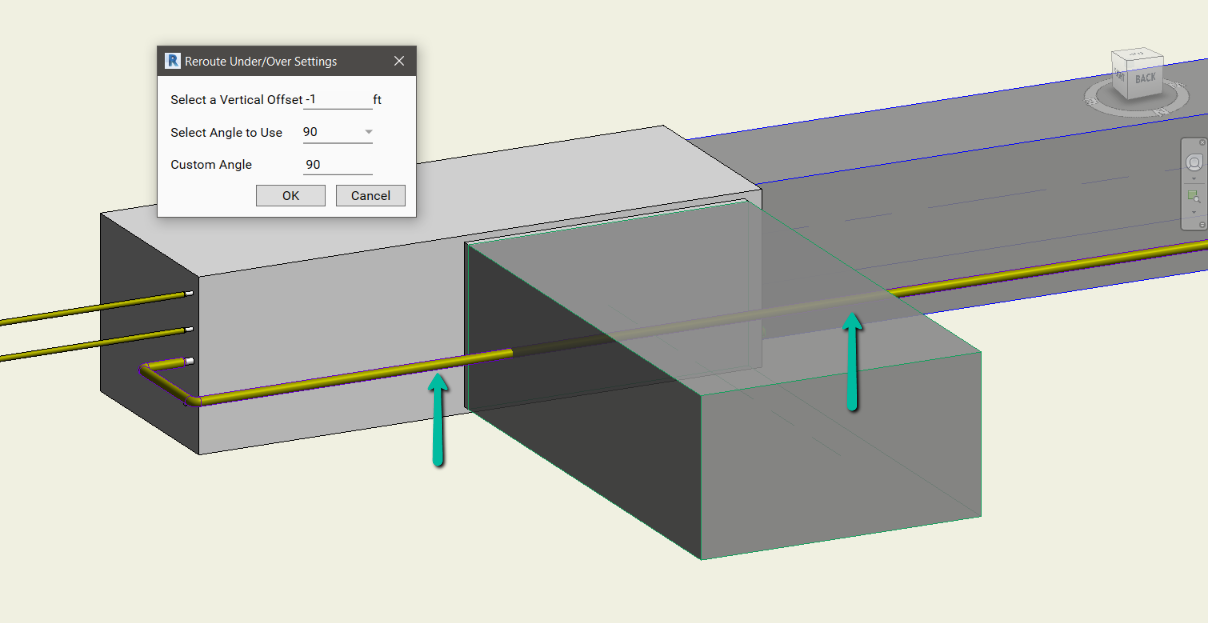 R Reroute Under/Over Settings
Select a Vertical Offset -1 ft
Select Angle to Use 90
Custom Angle 90
OK Cancel
BACK